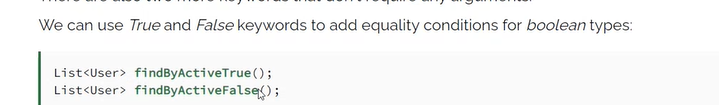 There are also two more keywords that don't require any arguments.
We can use True and False keywords to add equality conditions for boolean types:
List<User> findByActiveTrue();
List<User> findByActiveFalse();